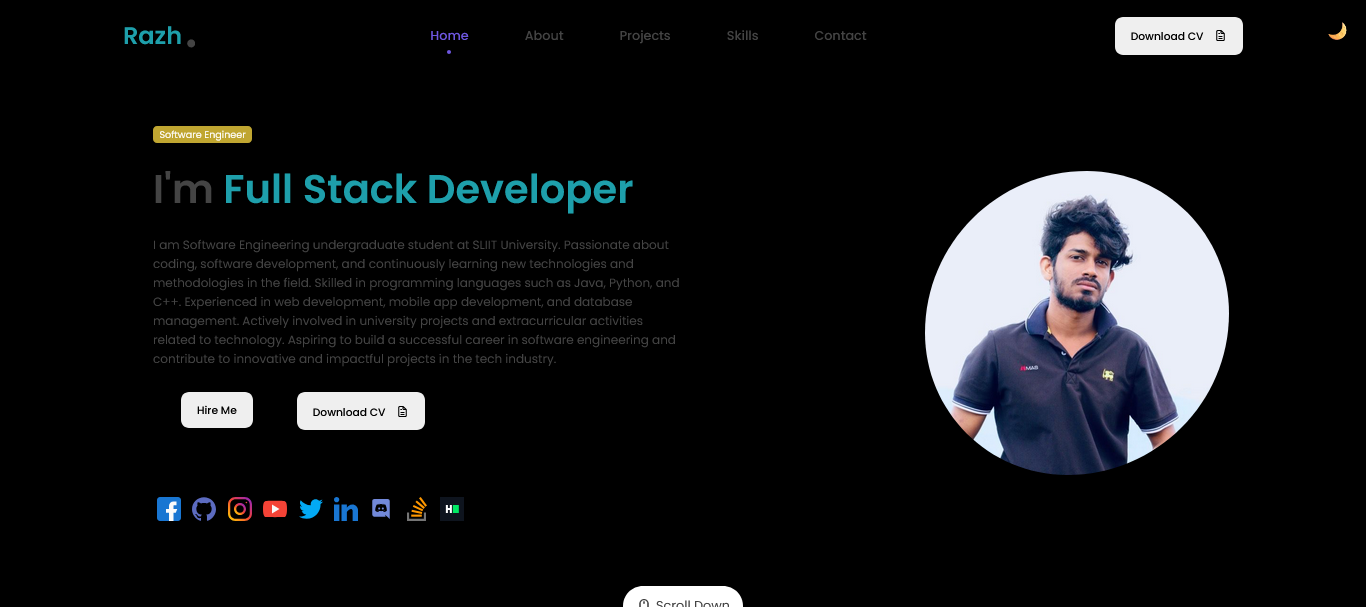 Razh .
Home About Projects Skills Contact
Download CV
Software Engineer
I'm Full Stack Developer
I am Software Engineering undergraduate student at SLIIT University. Passionate about
coding, software development, and continuously learning new technologies and
methodologies in the field. Skilled in programming languages such as Java, Python, and
C++. Experienced in web development, mobile app development, and database
management. Actively involved in university projects and extracurricular activities
related to technology. Aspiring to build a successful career in software engineering and
contribute to innovative and impactful projects in the tech industry.
Hire Me
Download CV
Scroll Down